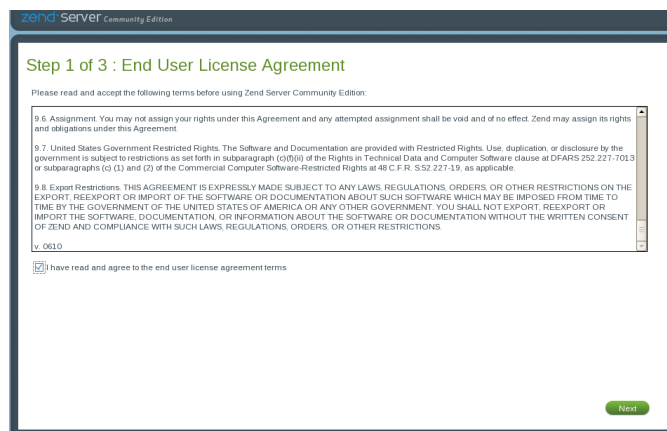 zend server Community Edition
Step 1 of 3 : End User License Agreement
Please read and accept the following terms before using Zend Server Community Edition:
9.6. Assignment. You may not assign your rights under this Agreement and any attempted assignment shall be void and of no effect. Zend may assign its rights
and obligations under this Agreement.
9.7. United States Government Restricted Rights. The Software and Documentation are provided with Restricted Rights. Use, duplication, or disclosure by the
government is subject to restrictions as set forth in subparagraph (c)(l)(ii) of the Rights in Technical Data and Computer Software clause at DFARS 252.227-7013
or subparagraphs (c) (1) and (2) of the Commercial Computer Software-Restricted Rights at 48 C.F.R. S:52.227-19, as applicable.
9.8. Export Restrictions. THIS AGREEMENT IS EXPRESSLY MADE SUBJECT TO ANY LAWS, REGULATIONS, ORDERS, OR OTHER RESTRICTIONS ON THE
EXPORT, REEXPORT OR IMPORT OF THE SOFTWARE OR DOCUMENTATION ABOUT SUCH SOFTWARE WHICH MAY BE IMPOSED FROM TIME TO
TIME BY THE GOVERNMENT OF THE UNITED STATES OF AMERICA OR ANY OTHER GOVERNMENT. YOU SHALL NOT EXPORT, REEXPORT OR
IMPORT THE SOFTWARE, DOCUMENTATION, OR INFORMATION ABOUT THE SOFTWARE OR DOCUMENTATION WITHOUT THE WRITTEN CONSENT
OF ZEND AND COMPLIANCE WITH SUCH LAWS, REGULATIONS, ORDERS, OR OTHER RESTRICTIONS.
v. 0610
I have read and agree to the end user license agreement terms
Next